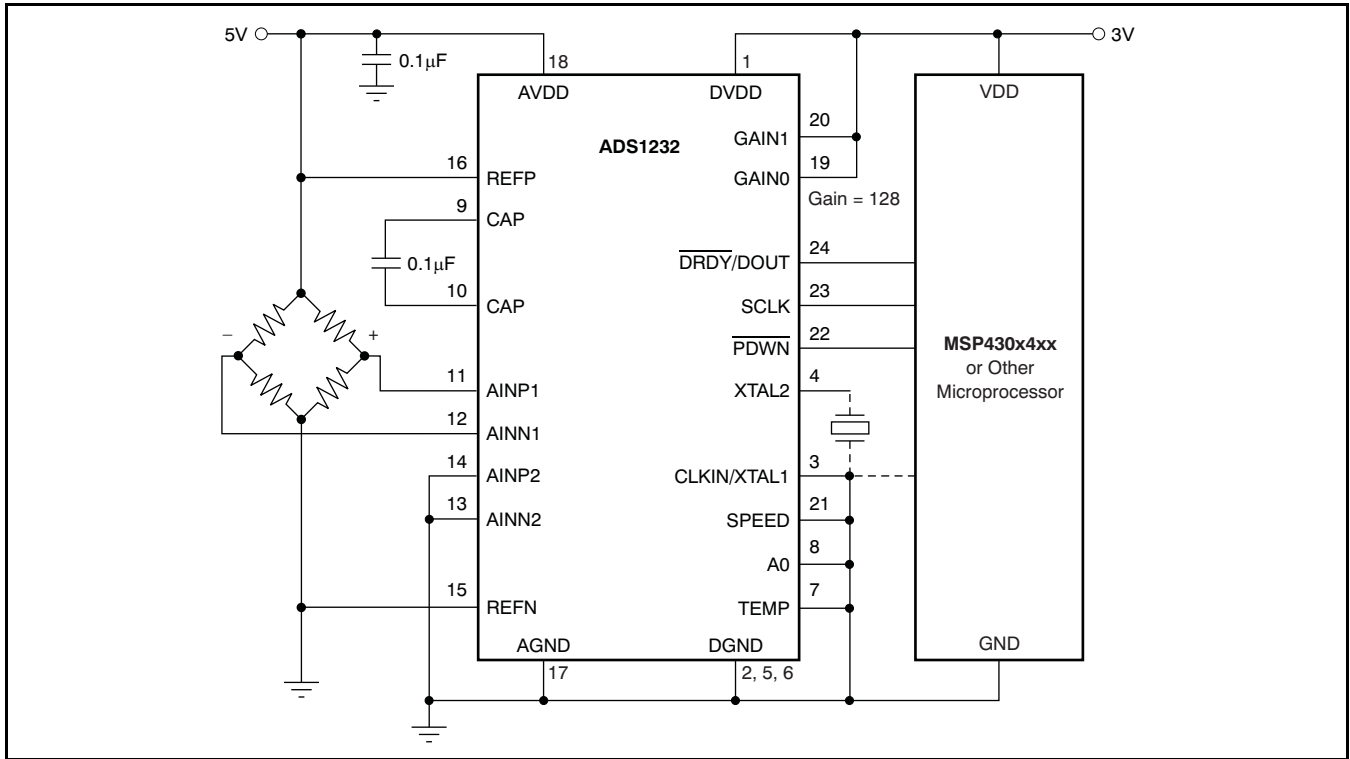 5V
3V
0.1µF
18
1
AVDD
DVDD
VDD
ADS1232
GAIN1
20
GAIN0
19
Gain = 128
16
REFP
9
CAP
0.1µF
10
CAP
DRDY/DOUT
24
SCLK
23
PDWN
22
XTAL2
4
–
+
11
AINP1
12
AINN1
14
AINP2
13
AINN2
15
REFN
CLKIN/XTAL1
3
SPEED
21
A0
8
TEMP
7
MSP430x4xx
or Other
Microprocessor
AGND
DGND
GND
17
2, 5, 6